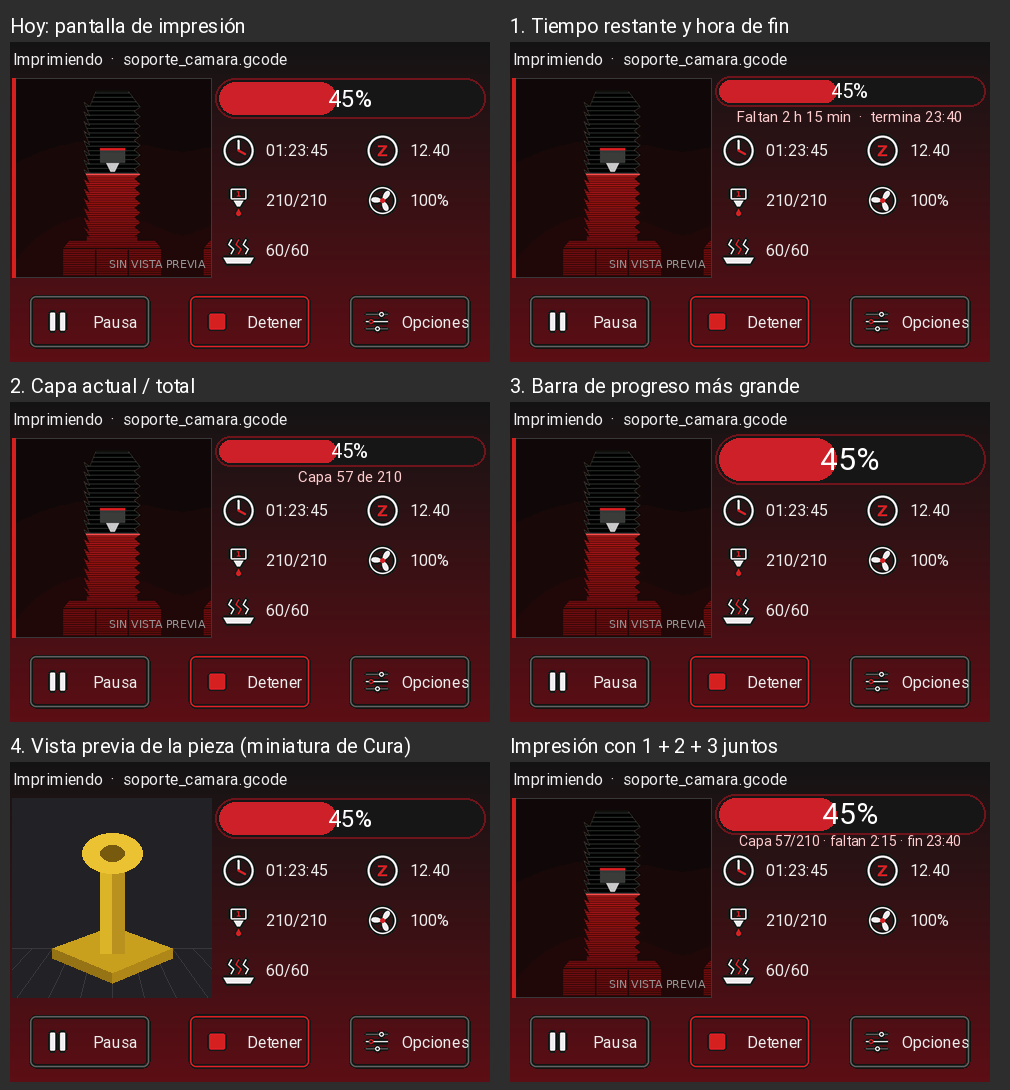 Hoy: pantalla de impresión
Imprimiendo · soporte_camara.gcode
45%
01:23:45
Z
12.40
210/210
100%
60/60
SIN VISTA PREVIA
Pausa
Detener
Opciones
1. Tiempo restante y hora de fin
Imprimiendo · soporte_camara.gcode
45%
Faltan 2 h 15 min · termina 23:40
01:23:45
Z
12.40
210/210
100%
60/60
SIN VISTA PREVIA
Pausa
Detener
Opciones
2. Capa actual / total
Imprimiendo · soporte_camara.gcode
45%
Capa 57 de 210
01:23:45
Z
12.40
210/210
100%
60/60
SIN VISTA PREVIA
Pausa
Detener
Opciones
3. Barra de progreso más grande
Imprimiendo · soporte_camara.gcode
45%
01:23:45
Z
12.40
210/210
100%
60/60
SIN VISTA PREVIA
Pausa
Detener
Opciones
4. Vista previa de la pieza (miniatura de Cura)
Imprimiendo · soporte_camara.gcode
45%
01:23:45
Z
12.40
210/210
100%
60/60
Pausa
Detener
Opciones
Impresión con 1 + 2 + 3 juntos
Imprimiendo · soporte_camara.gcode
45%
Capa 57/210 · faltan 2:15 · fin 23:40
01:23:45
Z
12.40
210/210
100%
60/60
SIN VISTA PREVIA
Pausa
Detener
Opciones